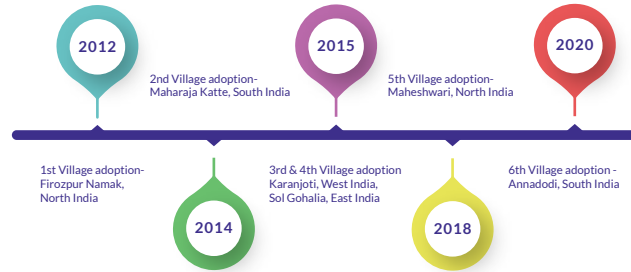 2012
1st Village adoption-
Firozpur Namak,
North India
2nd Village adoption-
Maharaja Katte, South India
2014
2015
3rd & 4th Village adoption
Karanjoti, West India,
Sol Gohalia, East India
5th Village adoption-
Maheshwari, North India
2018
2020
6th Village adoption -
Annadodi, South India